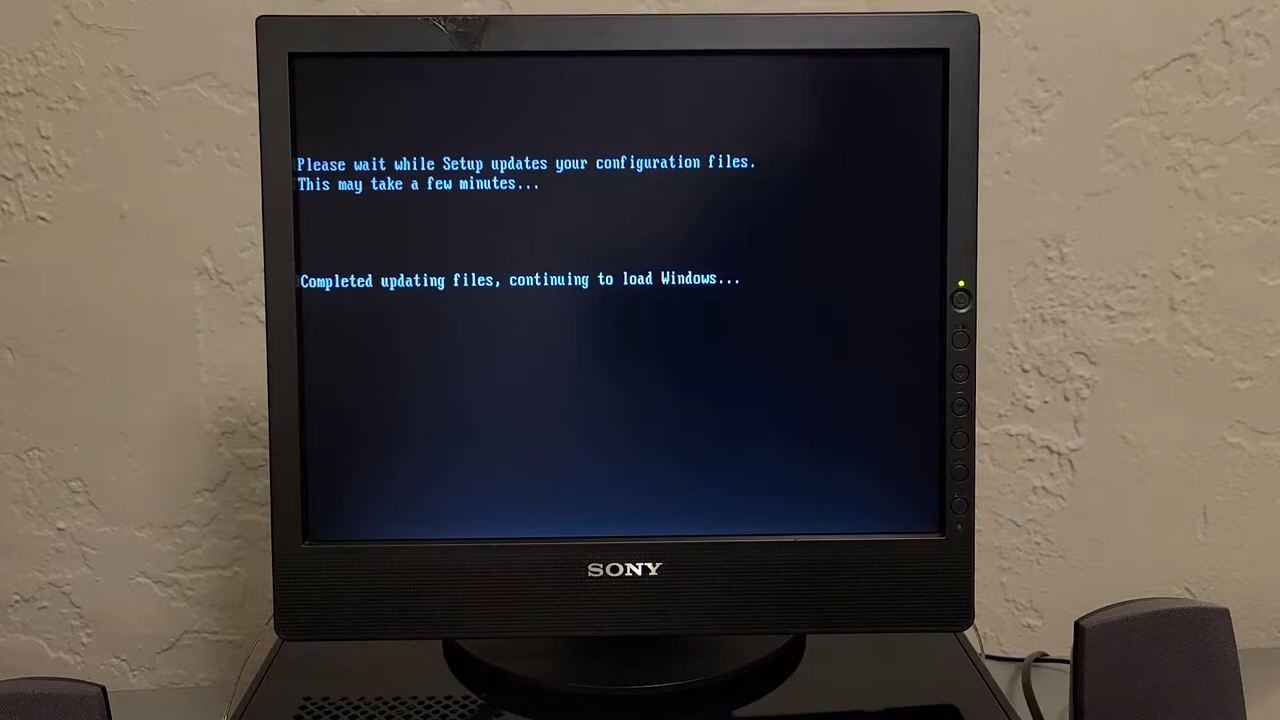 Please wait while Setup updates your configuration files.
This may take a few minutes...
Completed updating files, continuing to load Windows...
SONY